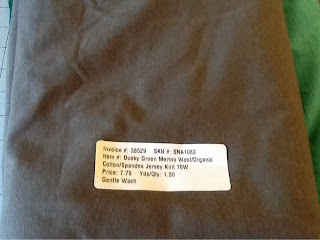 Invoice #: 38529 SKU #: SNA1082
Item #: Dusky Green Merino Wool/Organic
Cotton/Spandex Jersey Knit 76W
Price: 7.79 Yds/Qty: 1.50
Gentle Wash